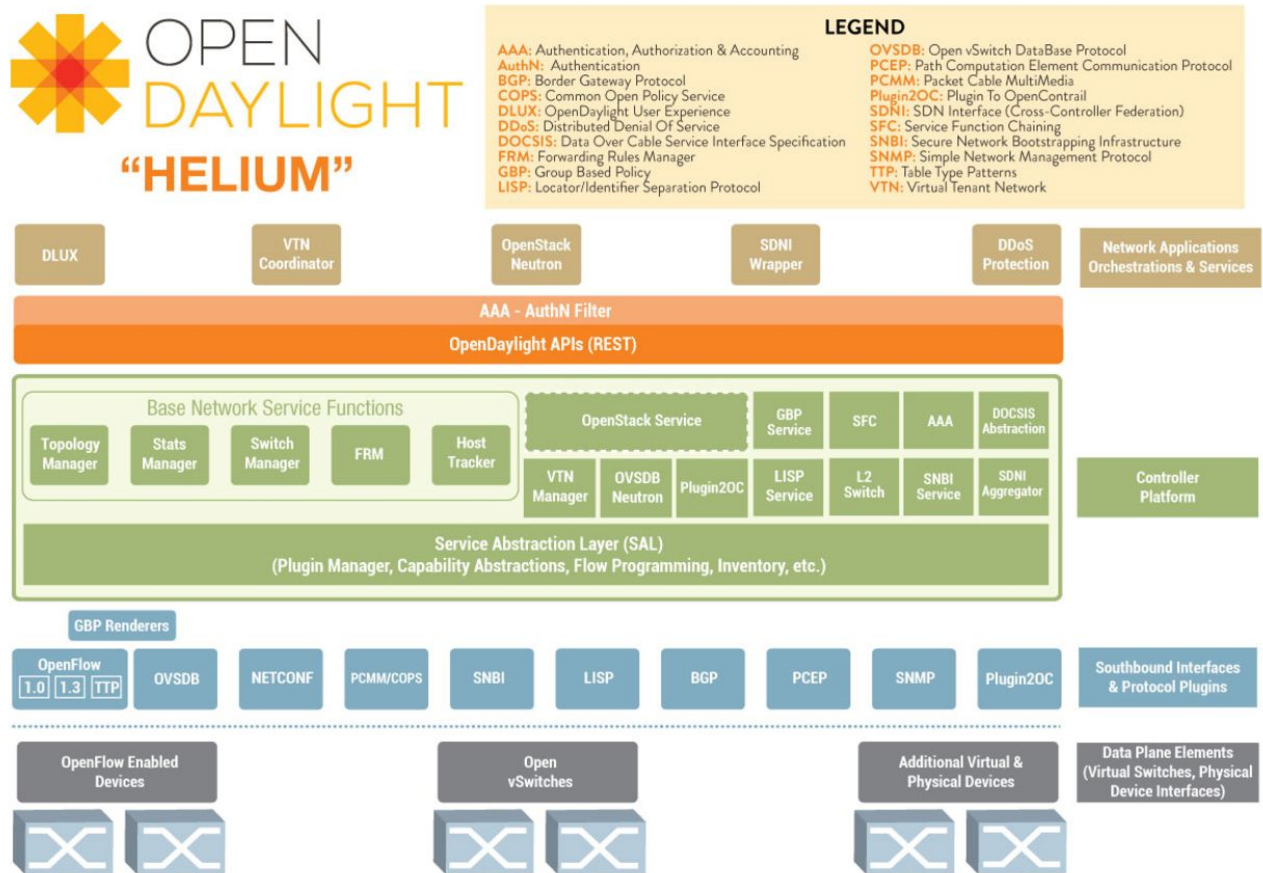 OPEN
DAYLIGHT
“HELIUM”
LEGEND
AAA: Authentication, Authorization & Accounting
AuthN: Authentication
BGP: Border Gateway Protocol
COPS: Common Open Policy Service
DLUX: OpenDaylight User Experience
DDoS: Distributed Denial Of Service
DOCSIS: Data Over Cable Service Interface Specification
FRM: Forwarding Rules Manager
GBP: Group Based Policy
LISP: Locator/Identifier Separation Protocol
OVSDB: Open vSwitch DataBase Protocol
PCEP: Path Computation Element Communication Protocol
PCMM: Packet Cable MultiMedia
Plugin2OC: Plugin To OpenContrail
SDNI: SDN Interface (Cross-Controller Federation)
SFC: Service Function Chaining
SNBI: Secure Network Bootstrapping Infrastructure
SNMP: Simple Network Management Protocol
TTP: Table Type Patterns
VTN: Virtual Tenant Network
DLUX
VTN
Coordinator
OpenStack
Neutron
SDNI
Wrapper
DDoS
Protection
Network Applications
Orchestrations & Services
AAA - AuthN Filter
OpenDaylight APIs (REST)
Base Network Service Functions
Topology
Manager
Stats
Manager
Switch
Manager
FRM
Host
Tracker
OpenStack Service
GBP
Service
SFC
AAA
DOCSIS
Abstraction
VTN
Manager
OVSDB
Neutron
Plugin2OC
LISP
Service
L2
Switch
SNBI
Service
SDNI
Aggregator
Controller
Platform
Service Abstraction Layer (SAL)
(Plugin Manager, Capability Abstractions, Flow Programming, Inventory, etc.)
GBP Renderers
OpenFlow
1.0 1.3 TTP
OVSDB
NETCONF
PCMM/COPS
SNBI
LISP
BGP
PCEP
SNMP
Plugin2OC
Southbound Interfaces
& Protocol Plugins
OpenFlow Enabled
Devices
Open
vSwitches
Additional Virtual &
Physical Devices
Data Plane Elements
(Virtual Switches, Physical
Device Interfaces)